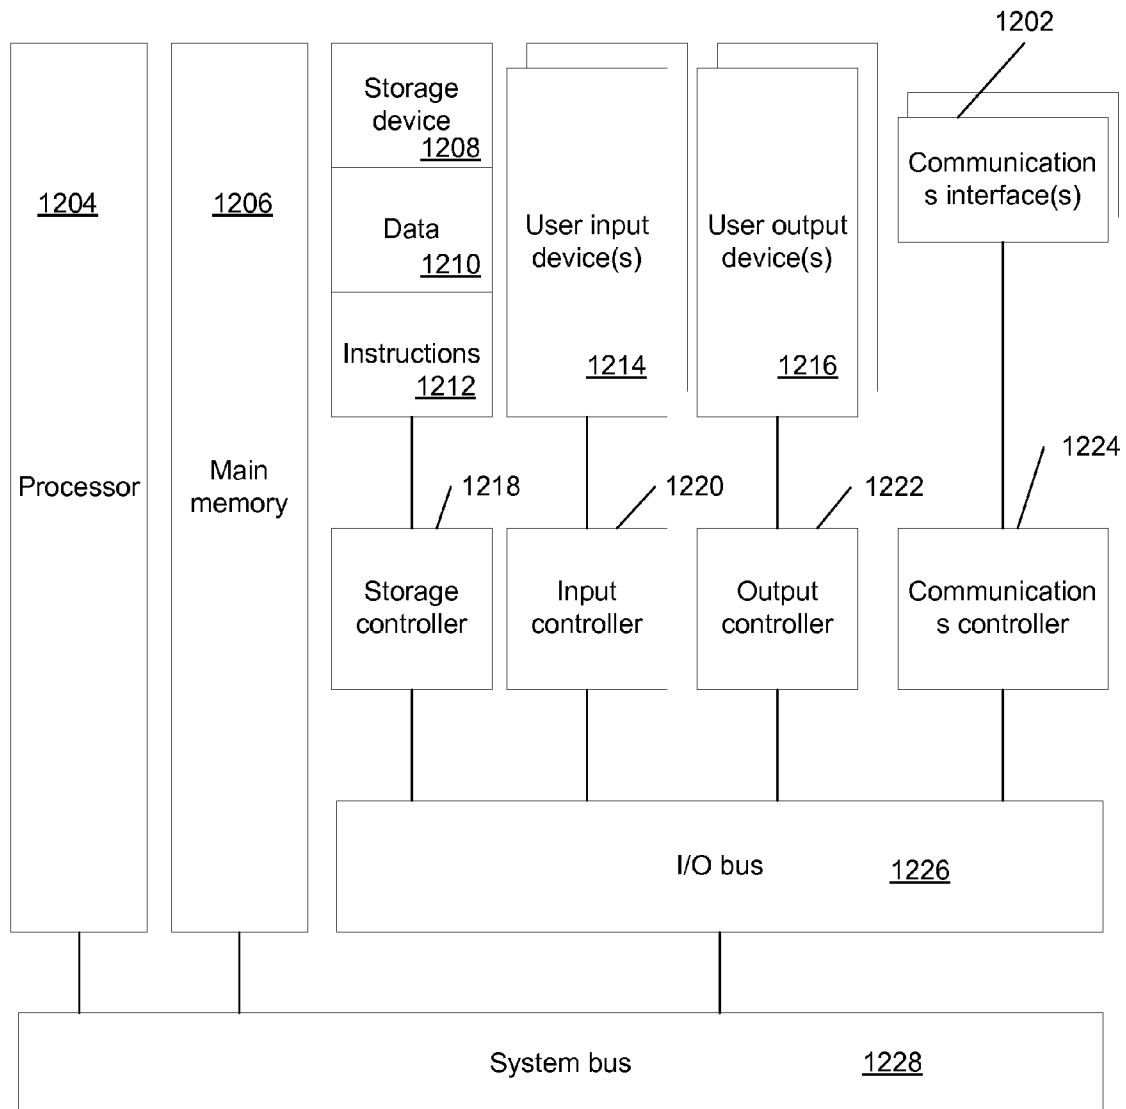 1202
Storage
device
1208
Communication
s interface(s)
1204
1206
Data
1210
User input
device(s)
User output
device(s)
Instructions
1212
1214
1216
Processor
Main
memory
1218
1220
1222
1224
Storage
controller
Input
controller
Output
controller
Communication
s controller
I/O bus
1226
System bus
1228